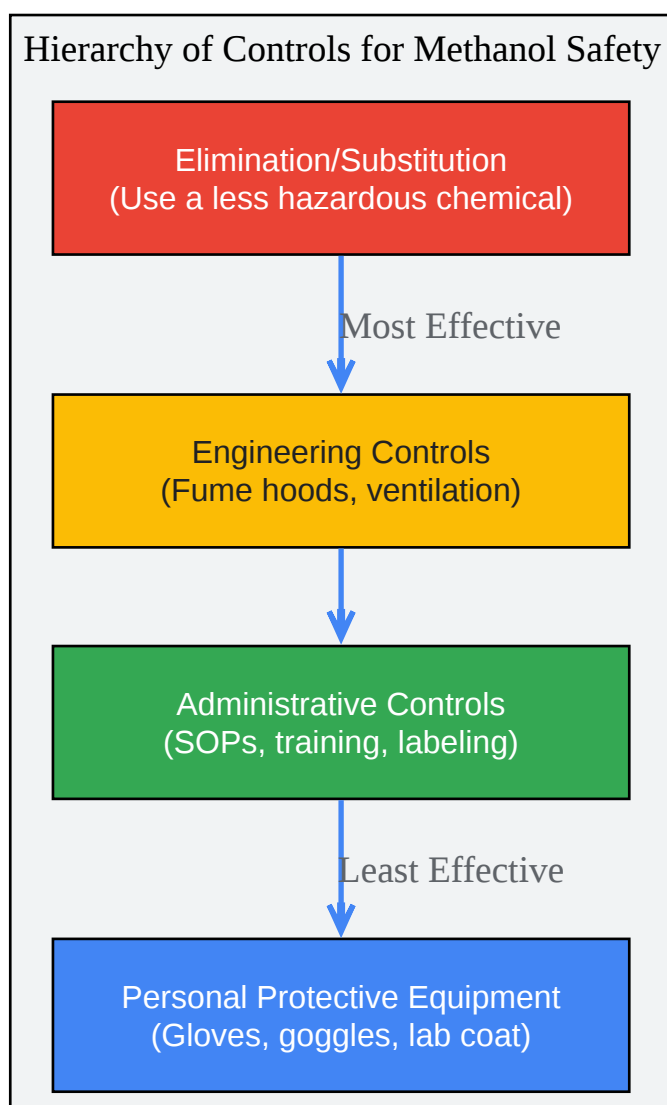 Hierarchy of Controls for Methanol Safety
Elimination/Substitution
(Use a less hazardous chemical)
Most Effective
Engineering Controls
(Fume hoods, ventilation)
Administrative Controls
(SOPs, training, labeling)
Least Effective
Personal Protective Equipment
(Gloves, goggles, lab coat)